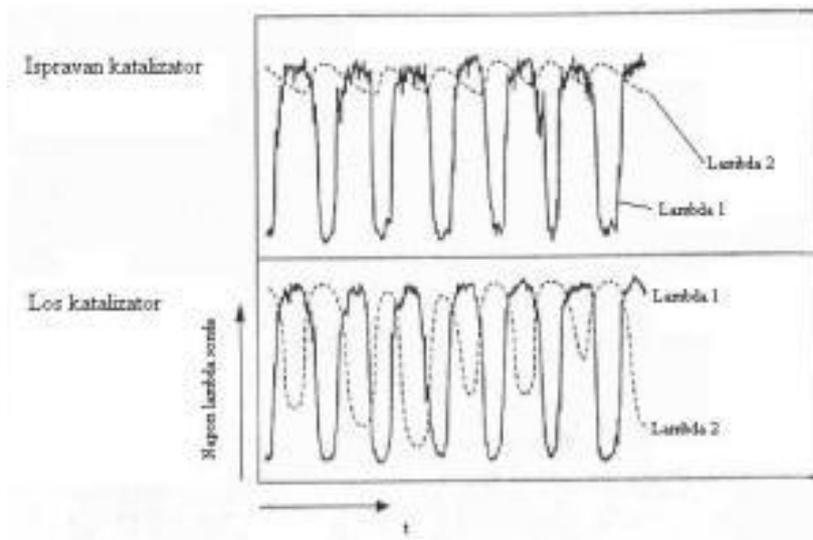 Ispravan katalizator
Lambda 2
Lambda 1
Los katalizator
Lambda 1
Napon lambda sonde
Lambda 2
t